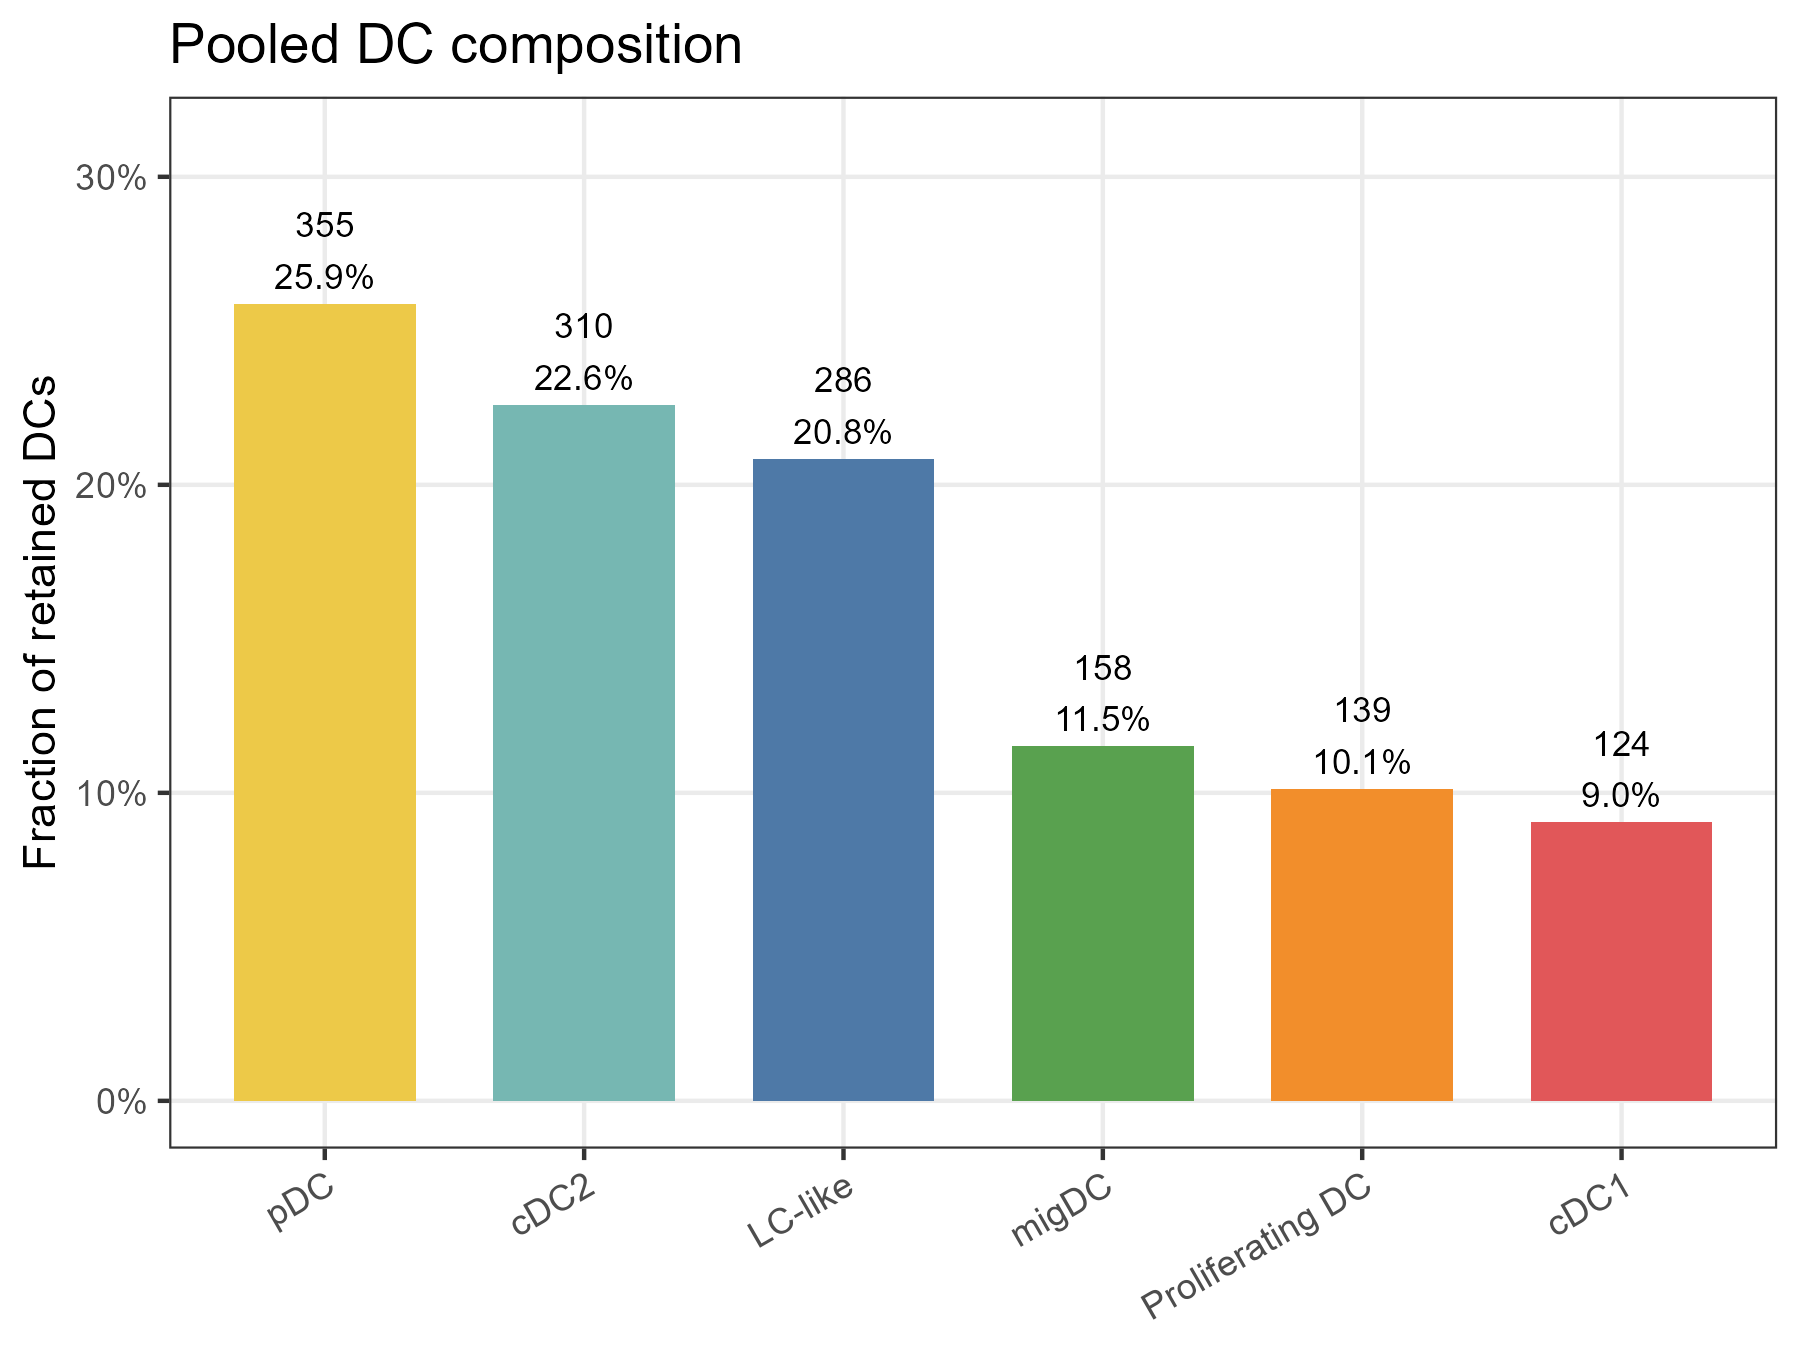 Pooled DC composition
Fraction of retained DCs
30%
20%
10%
0%
355
25.9%
310
22.6%
286
20.8%
158
11.5%
139
10.1%
124
9.0%
pDC
cDC2
LC-like
migDC
Proliferating DC
cDC1